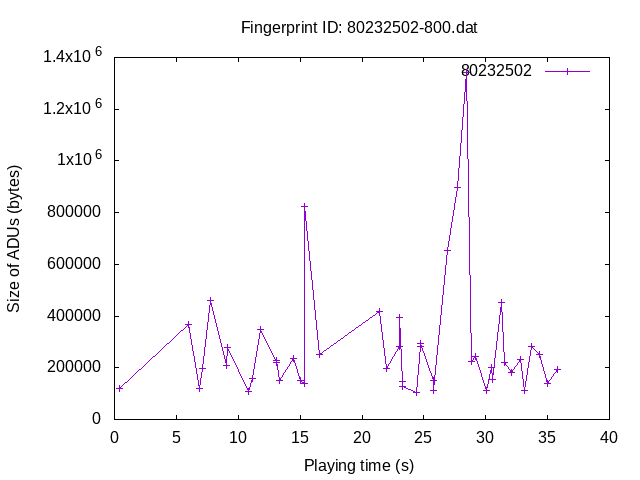 Fingerprint ID: 80232502-800.dat
80232502
1.4x10^6
1.2x10^6
1x10^6
800000
600000
400000
200000
0
Size of ADUs (bytes)
0 5 10 15 20 25 30 35 40
Playing time (s)